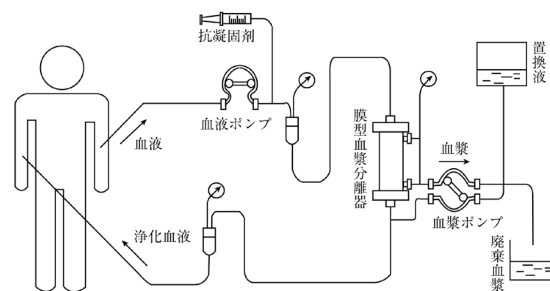 抗凝固剤
血液ポンプ
血液
膜型血漿分離器
置換液
血漿
血漿ポンプ
浄化血液
廃棄血漿